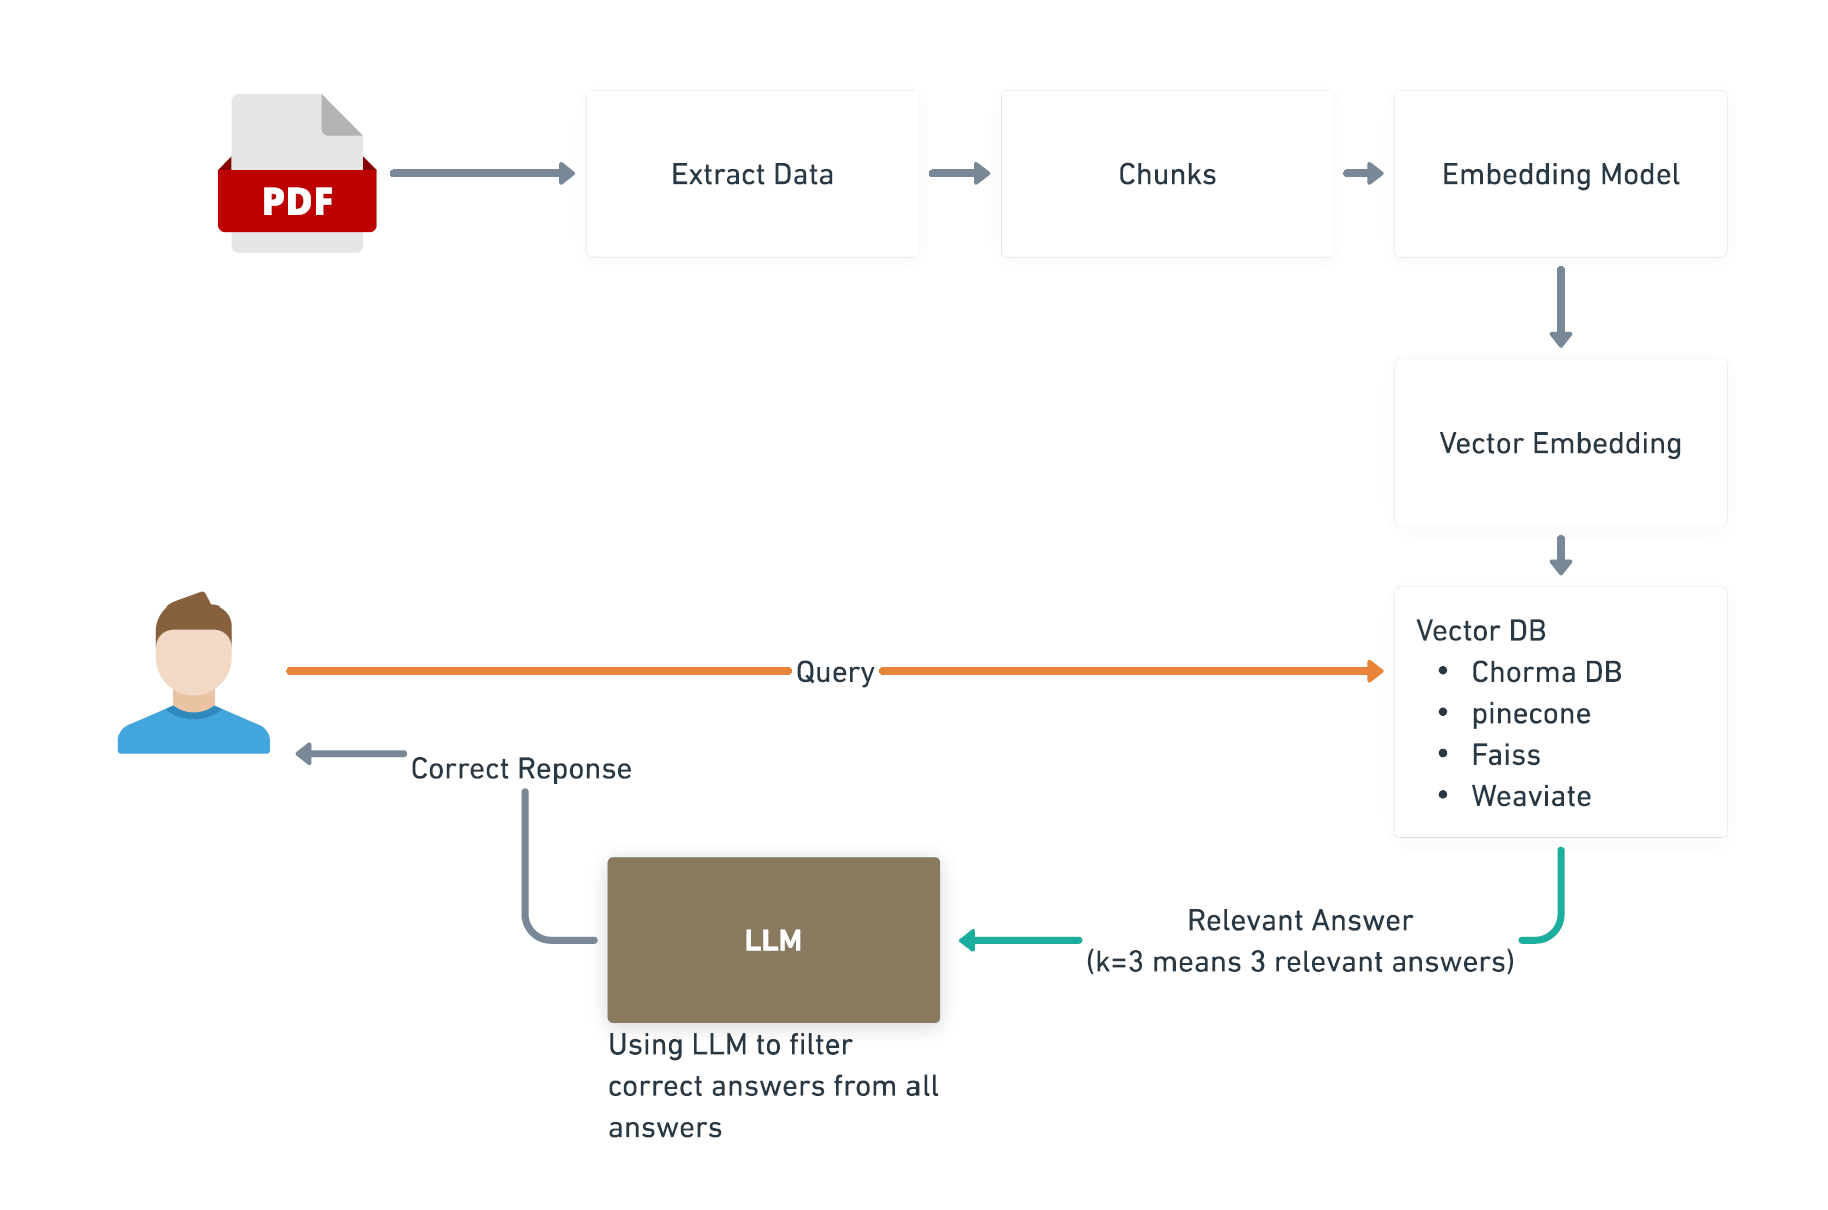 PDF
Extract Data
Chunks
Embedding Model
Vector Embedding
Vector DB
• Chorma DB
• pinecone
• Faiss
• Weaviate
Query
Correct Reponse
LLM
Relevant Answer
(k=3 means 3 relevant answers)
Using LLM to filter
correct answers from all
answers